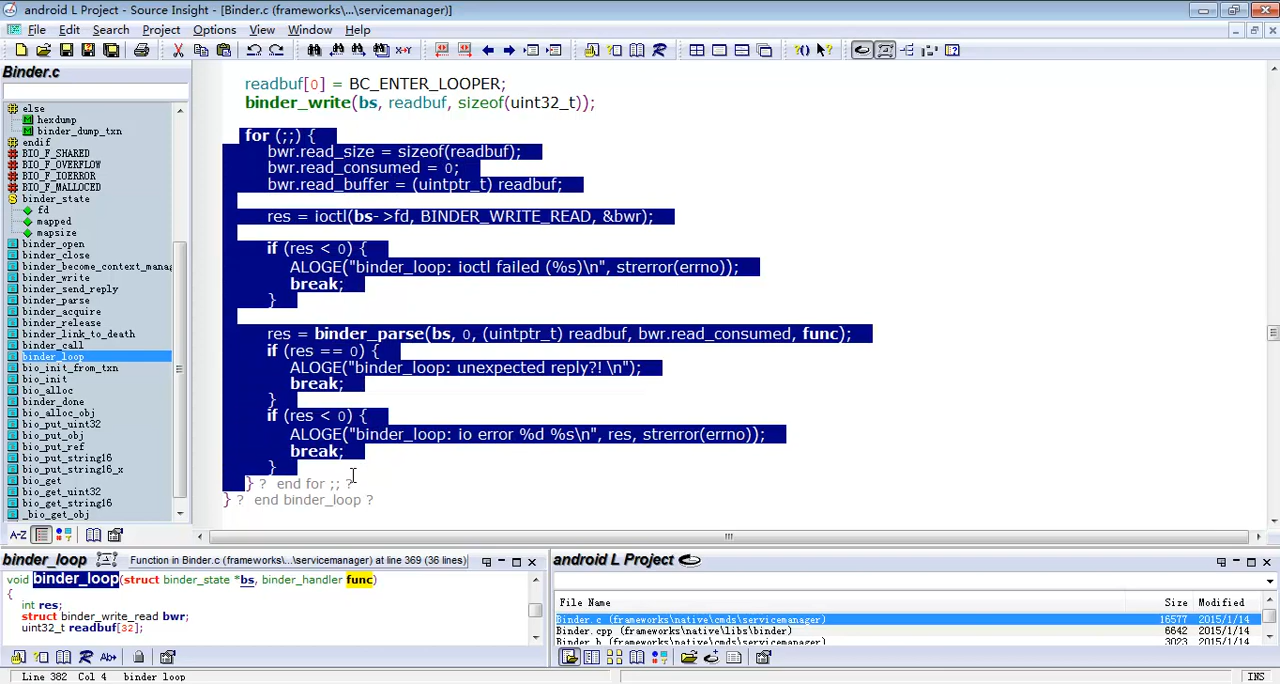 android L Project - Source Insight - [Binder.c (frameworks\...\servicemanager)]
File Edit Search Project Options View Window Help
Binder.c
else
hexdump
binder_dump_txn
endif
BIO_F_SHARED
BIO_F_OVERFLOW
BIO_F_IOERROR
BIO_F_MALLOCED
binder_state
fd
mapped
mapsize
binder_open
binder_close
binder_become_context_mana
binder_write
binder_send_reply
binder_parse
binder_acquire
binder_release
binder_link_to_death
binder_call
binder_loop
bio_init_from_txn
bio_init
bio_alloc
binder_done
bio_alloc_obj
bio_put_uint32
bio_put_obj
bio_put_ref
bio_put_string16
bio_put_string16_x
bio_get
bio_get_uint32
bio_get_string16
_bio_get_obj
A-Z
readbuf[0] = BC_ENTER_LOOPER;
binder_write(bs, readbuf, sizeof(uint32_t));
for (;;) {
bwr.read_size = sizeof(readbuf);
bwr.read_consumed = 0;
bwr.read_buffer = (uintptr_t) readbuf;
res = ioctl(bs->fd, BINDER_WRITE_READ, &bwr);
if (res < 0) {
ALOGE("binder_loop: ioctl failed (%s)\n", strerror(errno));
break;
}
res = binder_parse(bs, 0, (uintptr_t) readbuf, bwr.read_consumed, func);
if (res == 0) {
ALOGE("binder_loop: unexpected reply?! \n");
break;
}
if (res < 0) {
ALOGE("binder_loop: io error %d %s\n", res, strerror(errno));
break;
}
} ? end for ;; ?
} ? end binder_loop ?
binder_loop Function in Binder.c (frameworks\...\servicemanager) at line 369 (36 lines)
void binder_loop(struct binder_state *bs, binder_handler func)
{
int res;
struct binder_write_read bwr;
uint32_t readbuf[32];
android L Project
File Name Size Modified
Binder.c (frameworks\native\cmds\servicemanager) 16577 2015/1/14
Binder.cpp (frameworks\native\libs\binder) 6642 2015/1/14
Binder.h (frameworks\native\cmds\servicemanager) 3023 2015/1/14
Line 382 Col 4 binder loop INS